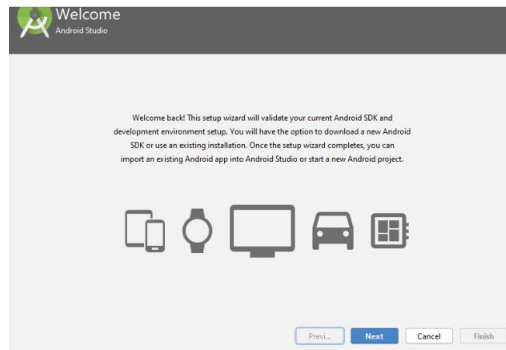 Welcome
Android Studio
Welcome back! This setup wizard will validate your current Android SDK and
development environment setup. You will have the option to download a new Android
SDK or use an existing installation. Once the setup wizard completes, you can
import an existing Android app into Android Studio or start a new Android project.
Previ... Next Cancel Finish